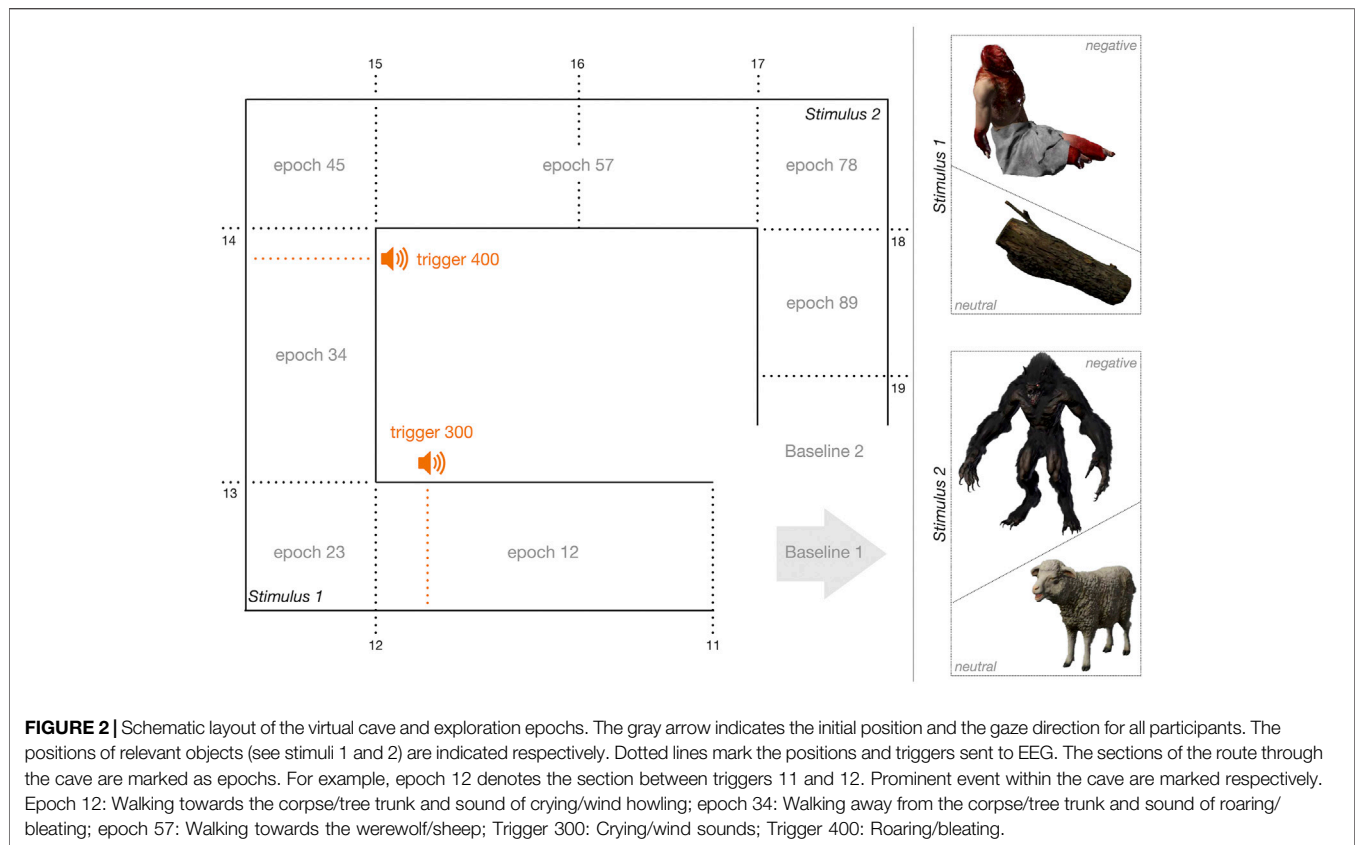 15
16
17
negative
Stimulus 2
epoch 45
epoch 57
epoch 78
Stimulus 1
14
18
trigger 400
epoch 89
neutral
epoch 34
negative
19
trigger 300
Baseline 2
13
Stimulus 2
epoch 23
epoch 12
Baseline 1
Stimulus 1
12
11
neutral
FIGURE 2 | Schematic layout of the virtual cave and exploration epochs. The gray arrow indicates the initial position and the gaze direction for all participants. The
positions of relevant objects (see stimuli 1 and 2) are indicated respectively. Dotted lines mark the positions and triggers sent to EEG. The sections of the route through
the cave are marked as epochs. For example, epoch 12 denotes the section between triggers 11 and 12. Prominent event within the cave are marked respectively.
Epoch 12: Walking towards the corpse/tree trunk and sound of crying/wind howling; epoch 34: Walking away from the corpse/tree trunk and sound of roaring/
bleating; epoch 57: Walking towards the werewolf/sheep; Trigger 300: Crying/wind sounds; Trigger 400: Roaring/bleating.